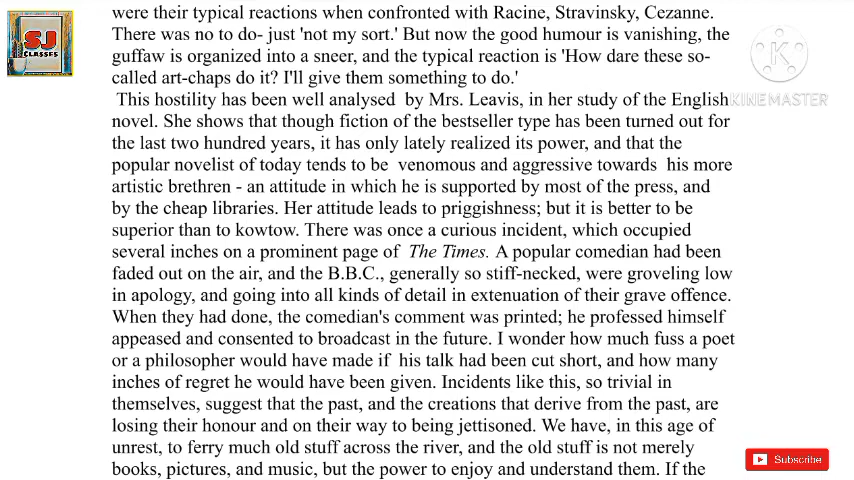 were their typical reactions when confronted with Racine, Stravinsky, Cezanne.
There was no to do- just 'not my sort.' But now the good humour is vanishing, the
guffaw is organized into a sneer, and the typical reaction is 'How dare these so-
called art-chaps do it? I'll give them something to do.'
This hostility has been well analysed by Mrs. Leavis, in her study of the English
novel. She shows that though fiction of the bestseller type has been turned out for
the last two hundred years, it has only lately realized its power, and that the
popular novelist of today tends to be venomous and aggressive towards his more
artistic brethren - an attitude in which he is supported by most of the press, and
by the cheap libraries. Her attitude leads to priggishness; but it is better to be
superior than to kowtow. There was once a curious incident, which occupied
several inches on a prominent page of The Times. A popular comedian had been
faded out on the air, and the B.B.C., generally so stiff-necked, were groveling low
in apology, and going into all kinds of detail in extenuation of their grave offence.
When they had done, the comedian's comment was printed; he professed himself
appeased and consented to broadcast in the future. I wonder how much fuss a poet
or a philosopher would have made if his talk had been cut short, and how many
inches of regret he would have been given. Incidents like this, so trivial in
themselves, suggest that the past, and the creations that derive from the past, are
losing their honour and on their way to being jettisoned. We have, in this age of
unrest, to ferry much old stuff across the river, and the old stuff is not merely
books, pictures, and music, but the power to enjoy and understand them. If the
SJ
CLASSES
K
KINEMASTER
Subscribe